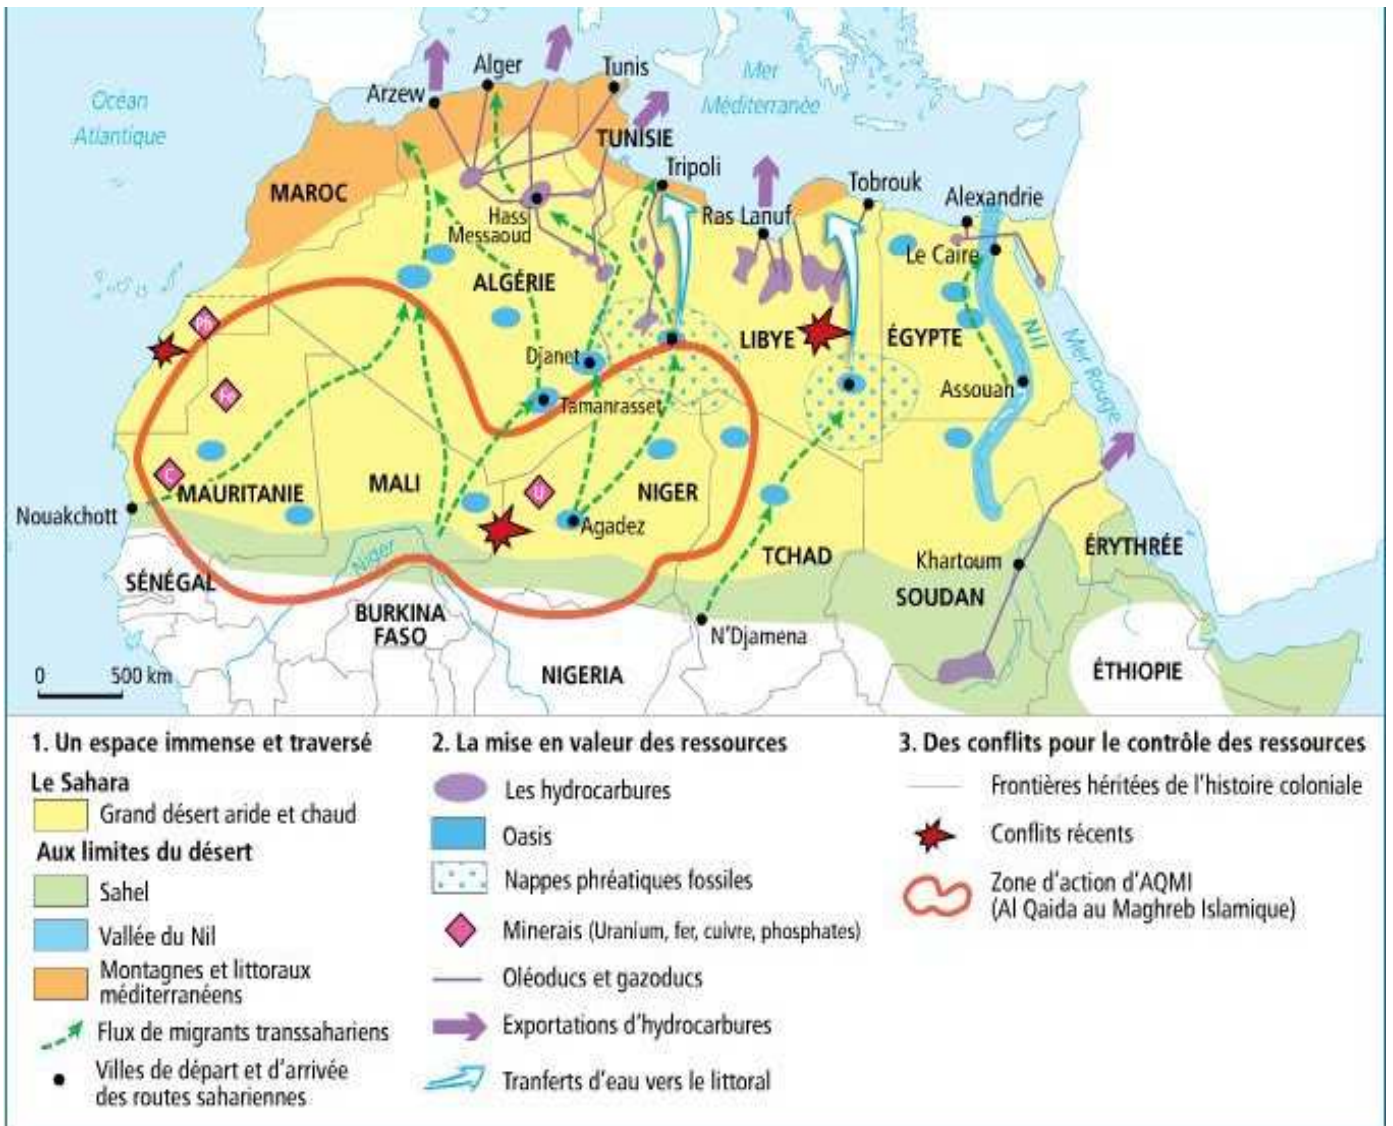 Océan
Atlantique
Mer
Méditerranée
Alger
Tunis
Arzew
TUNISIE
Tripoli
MAROC
Ras Lanuf
Tobrouk
Alexandrie
Hass
Messaoud
Le Caire
ALGÉRIE
LIBYE
ÉGYPTE
Nil
Mer Rouge
Ph
Djanet
Assouan
Tamanrasset
Fe
C
MAURITANIE
MALI
U
NIGER
Nouakchott
Agadez
Niger
TCHAD
Khartoum
ÉRYTHRÉE
SÉNÉGAL
SOUDAN
BURKINA
FASO
N'Djamena
NIGERIA
ÉTHIOPIE
0 500 km
1. Un espace immense et traversé
Le Sahara
Grand désert aride et chaud
Aux limites du désert
Sahel
Vallée du Nil
Montagnes et littoraux
méditerranéens
Flux de migrants transsahariens
Villes de départ et d'arrivée
des routes sahariennes
2. La mise en valeur des ressources
Les hydrocarbures
Oasis
Nappes phréatiques fossiles
Minerais (Uranium, fer, cuivre, phosphates)
Oléoducs et gazoducs
Exportations d'hydrocarbures
Tranferts d'eau vers le littoral
3. Des conflits pour le contrôle des ressources
Frontières héritées de l'histoire coloniale
Conflits récents
Zone d'action d'AQMI
(Al Qaida au Maghreb Islamique)